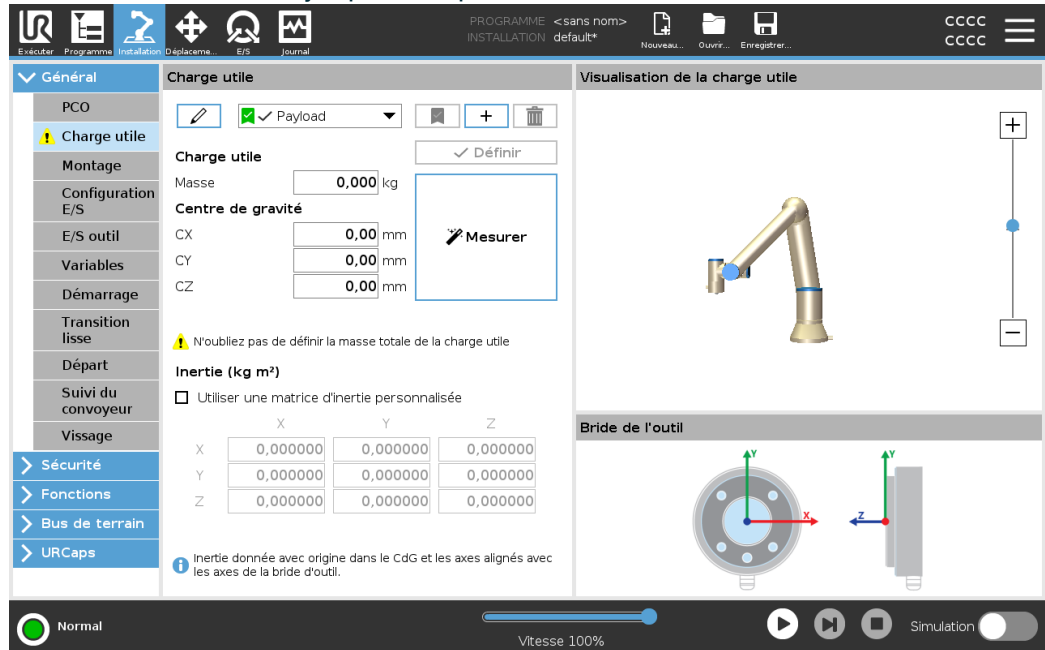 PROGRAMME <sans nom>
INSTALLATION default*
CCCC
CCCC
Exécuter
Programme
Installation
Déplaceme...
E/S
Journal
Nouveau...
Ouvrir...
Enregistrer...
Général
PCO
Charge utile
Montage
Configuration
E/S
E/S outil
Variables
Démarrage
Transition
lisse
Départ
Suivi du
convoyeur
Vissage
Sécurité
Fonctions
Bus de terrain
URCaps
Charge utile
Payload
Définir
Charge utile
Masse 0,000 kg
Centre de gravité
CX 0,00 mm
CY 0,00 mm
CZ 0,00 mm
Mesurer
N'oubliez pas de définir la masse totale de la charge utile
Inertie (kg m²)
Utiliser une matrice d'inertie personnalisée
X Y Z
X 0,000000 0,000000 0,000000
Y 0,000000 0,000000 0,000000
Z 0,000000 0,000000 0,000000
Inertie donnée avec origine dans le CdG et les axes alignés avec
les axes de la bride d'outil.
Visualisation de la charge utile
Bride de l'outil
Y
X
Y
Z
Normal
Vitesse 100%
Simulation